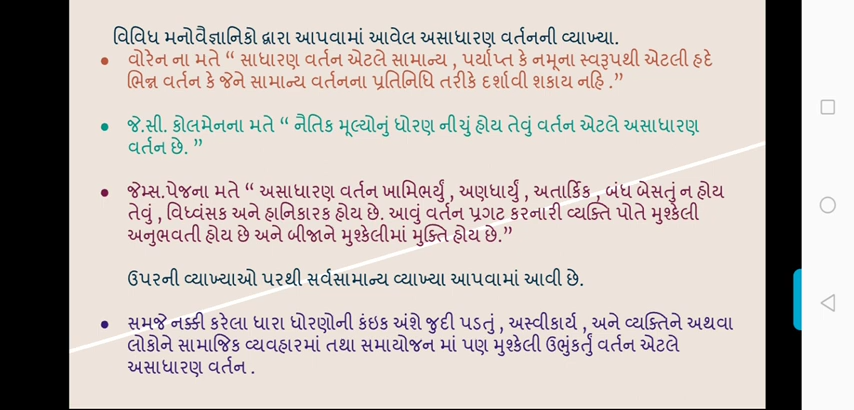 વિવિધ મનોવૈજ્ઞાનિકો દ્વારા આપવામાં આવેલ અસાધારણ વર્તનની વ્યાખ્યા.
• વોરેન ના મતે “ સાધારણ વર્તન એટલે સામાન્ય , પર્યાપ્ત કે નમૂના સ્વરૂપથી એટલી હદે
ભિન્ન વર્તન કે જેને સામાન્ય વર્તનના પ્રતિનિધિ તરીકે દર્શાવી શકાય નહિ .”
• જે.સી. કોલમેનના મતે “ નૈતિક મૂલ્યોનું ધોરણ નીચું હોય તેવું વર્તન એટલે અસાધારણ
વર્તન છે. ”
• જેમ્સ.પેજના મતે “ અસાધારણ વર્તન ખામિભર્યું , અણધાર્યું , અતાર્કિક , બંધ બેસતું ન હોય
તેવું , વિધ્વંસક અને હાનિકારક હોય છે. આવું વર્તન પ્રગટ કરનારી વ્યક્તિ પોતે મુશ્કેલી
અનુભવતી હોય છે અને બીજાને મુશ્કેલીમાં મુક્તિ હોય છે.”
ઉપરની વ્યાખ્યાઓ પરથી સર્વસામાન્ય વ્યાખ્યા આપવામાં આવી છે.
• સમજે નક્કી કરેલા ધારા ધોરણોની કંઇક અંશે જુદી પડતું , અસ્વીકાર્ય , અને વ્યક્તિને અથવા
લોકોને સામાજિક વ્યવહારમાં તથા સમાયોજન માં પણ મુશ્કેલી ઉભુંકર્તું વર્તન એટલે
અસાધારણ વર્તન .